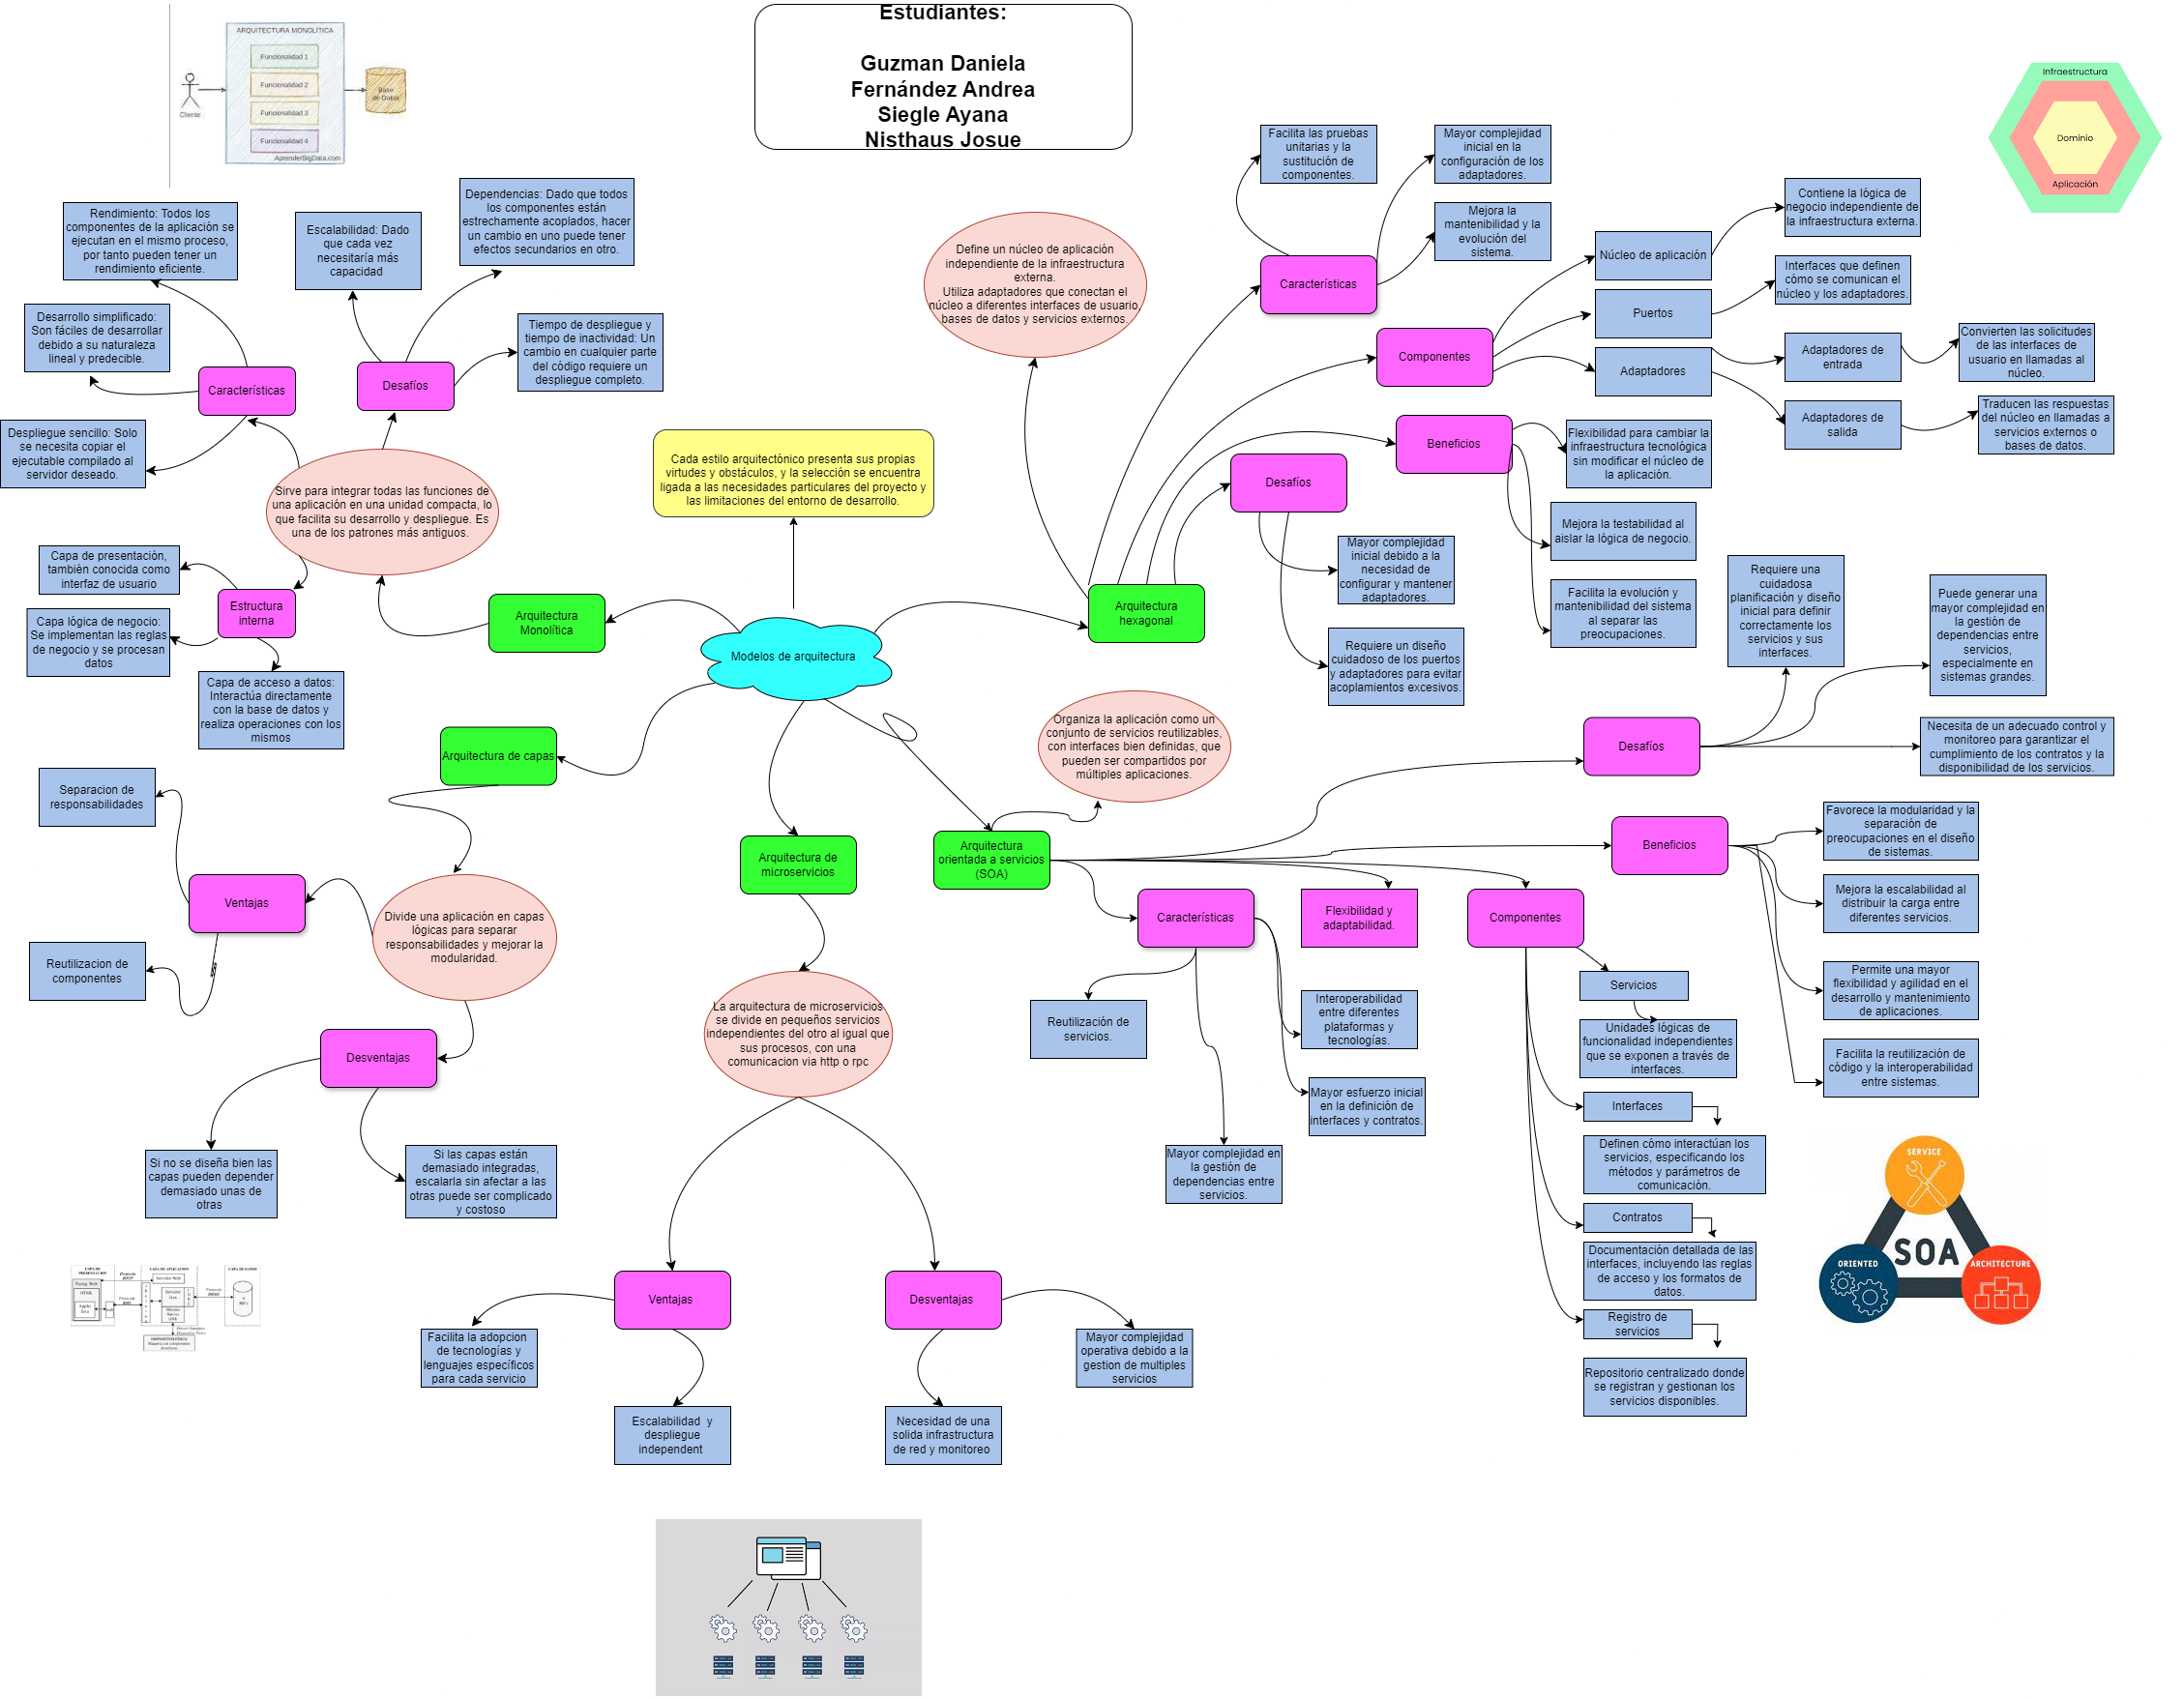 Estudiantes:
Guzman Daniela
Fernández Andrea
Siegle Ayana
Nisthaus Josue
ARQUITECTURA MONOLÍTICA
Funcionalidad 1
Funcionalidad 2
Funcionalidad 3
Funcionalidad 4
Cliente
Base
de Datos
AprenderBigData.com
Infraestructura
Dominio
Aplicación
Rendimiento: Todos los
componentes de la aplicación se
ejecutan en el mismo proceso,
por tanto pueden tener un
rendimiento eficiente.
Escalabilidad: Dado
que cada vez
necesitaría más
capacidad
Dependencias: Dado que todos
los componentes están
estrechamente acoplados, hacer
un cambio en uno puede tener
efectos secundarios en otro.
Desarrollo simplificado:
Son fáciles de desarrollar
debido a su naturaleza
lineal y predecible.
Tiempo de despliegue y
tiempo de inactividad: Un
cambio en cualquier parte
del código requiere un
despliegue completo.
Características
Desafíos
Despliegue sencillo: Solo
se necesita copiar el
ejecutable compilado al
servidor deseado.
Sirve para integrar todas las funciones de
una aplicación en una unidad compacta, lo
que facilita su desarrollo y despliegue. Es
una de los patrones más antiguos.
Capa de presentación,
también conocida como
interfaz de usuario
Estructura
interna
Capa lógica de negocio:
Se implementan las reglas
de negocio y se procesan
datos
Capa de acceso a datos:
Interactúa directamente
con la base de datos y
realiza operaciones con los
mismos
Arquitectura
Monolítica
Cada estilo arquitectónico presenta sus propias
virtudes y obstáculos, y la selección se encuentra
ligada a las necesidades particulares del proyecto y
las limitaciones del entorno de desarrollo.
Modelos de arquitectura
Define un núcleo de aplicación
independiente de la infraestructura
externa.
Utiliza adaptadores que conectan el
núcleo a diferentes interfaces de usuario,
bases de datos y servicios externos.
Arquitectura
hexagonal
Facilita las pruebas
unitarias y la
sustitución de
componentes.
Mayor complejidad
inicial en la
configuración de los
adaptadores.
Mejora la
mantenibilidad y la
evolución del
sistema.
Características
Componentes
Núcleo de aplicación
Contiene la lógica de
negocio independiente de
la infraestructura externa.
Puertos
Interfaces que definen
cómo se comunican el
núcleo y los adaptadores.
Adaptadores
Adaptadores de
entrada
Convierten las solicitudes
de las interfaces de
usuario en llamadas al
núcleo.
Adaptadores de
salida
Traducen las respuestas
del núcleo en llamadas a
servicios externos o
bases de datos.
Beneficios
Flexibilidad para cambiar la
infraestructura tecnológica
sin modificar el núcleo de
la aplicación.
Mejora la testabilidad al
aislar la lógica de negocio.
Facilita la evolución y
mantenibilidad del sistema
al separar las
preocupaciones.
Desafíos
Mayor complejidad
inicial debido a la
necesidad de
configurar y mantener
adaptadores.
Requiere un diseño
cuidadoso de los puertos
y adaptadores para evitar
acoplamientos excesivos.
Arquitectura de capas
Divide una aplicación en capas
lógicas para separar
responsabilidades y mejorar la
modularidad.
Ventajas
Separacion de
responsabilidades
Reutilizacion de
componentes
Desventajas
Si no se diseña bien las
capas pueden depender
demasiado unas de
otras
Si las capas están
demasiado integradas,
escalarla sin afectar a las
otras puede ser complicado
y costoso
CAPA DE
PRESENTACION
CAPA DE APLICACION
CAPA DE DATOS
Servidor Web
HTML
Arquitectura de
microservicios
La arquitectura de microservicios
se divide en pequeños servicios
independientes del otro al igual que
sus procesos, con una
comunicacion via http o rpc
Ventajas
Facilita la adopcion
de tecnologías y
lenguajes específicos
para cada servicio
Escalabilidad y
despliegue
independent
Desventajas
Necesidad de una
solida infrastructura
de red y monitoreo
Mayor complejidad
operativa debido a la
gestion de multiples
servicios
Arquitectura
orientada a servicios
(SOA)
Organiza la aplicación como un
conjunto de servicios reutilizables,
con interfaces bien definidas, que
pueden ser compartidos por
múltiples aplicaciones.
Características
Reutilización de
servicios.
Mayor complejidad en
la gestión de
dependencias entre
servicios.
Interoperabilidad
entre diferentes
plataformas y
tecnologías.
Mayor esfuerzo inicial
en la definición de
interfaces y contratos.
Flexibilidad y
adaptabilidad.
Componentes
Servicios
Unidades lógicas de
funcionalidad independientes
que se exponen a través de
interfaces.
Interfaces
Definen cómo interactúan los
servicios, especificando los
métodos y parámetros de
comunicación.
Contratos
Documentación detallada de las
interfaces, incluyendo las reglas
de acceso y los formatos de
datos.
Registro de
servicios
Repositorio centralizado donde
se registran y gestionan los
servicios disponibles.
Desafíos
Requiere una
cuidadosa
planificación y diseño
inicial para definir
correctamente los
servicios y sus
interfaces.
Puede generar una
mayor complejidad en
la gestión de
dependencias entre
servicios,
especialmente en
sistemas grandes.
Necesita de un adecuado control y
monitoreo para garantizar el
cumplimiento de los contratos y la
disponibilidad de los servicios.
Beneficios
Favorece la modularidad y la
separación de
preocupaciones en el diseño
de sistemas.
Mejora la escalabilidad al
distribuir la carga entre
diferentes servicios.
Permite una mayor
flexibilidad y agilidad en el
desarrollo y mantenimiento
de aplicaciones.
Facilita la reutilización de
código y la interoperabilidad
entre sistemas.
SERVICE
SOA
ORIENTED
ARCHITECTURE